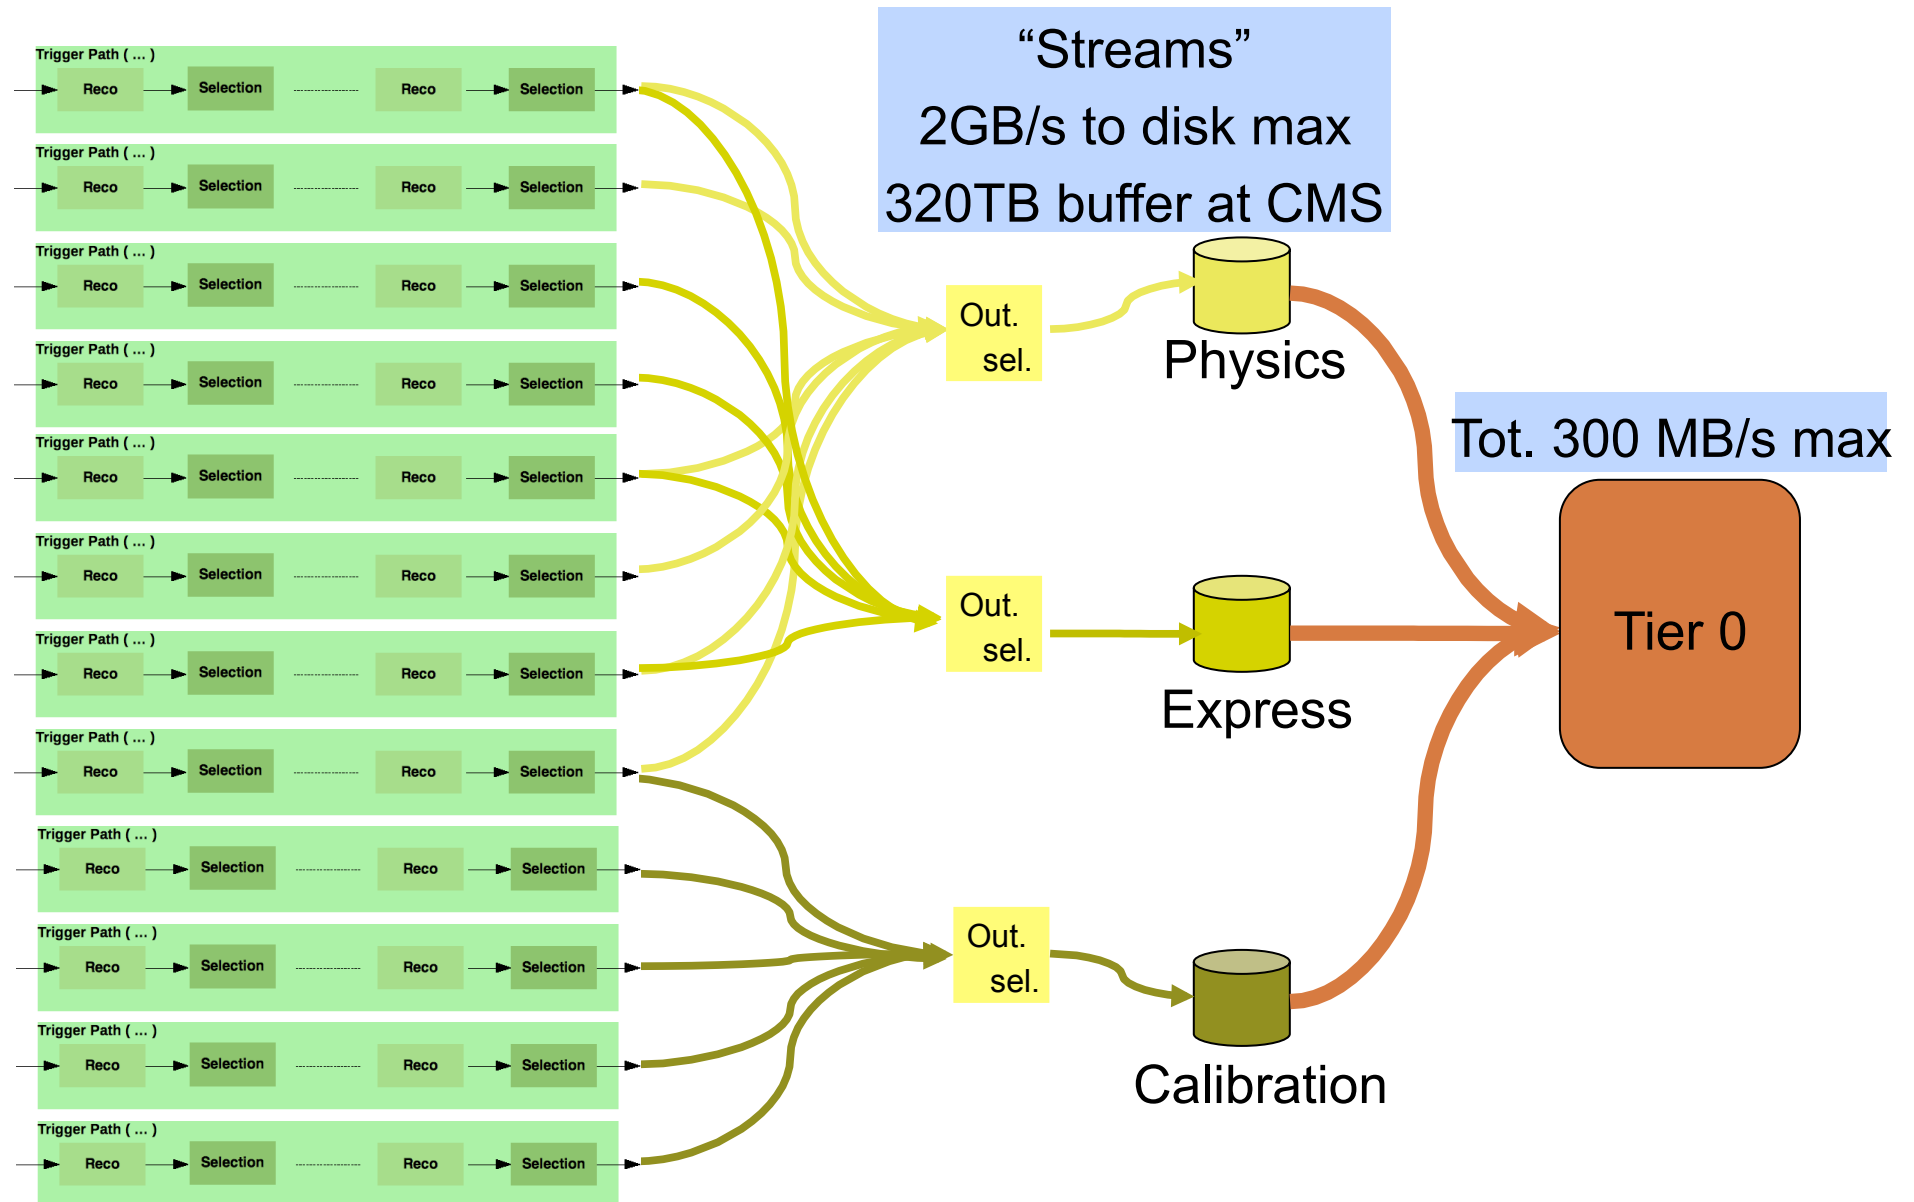 Trigger Path ( ... )
Reco Selection Reco Selection
Trigger Path ( ... )
Reco Selection Reco Selection
Trigger Path ( ... )
Reco Selection Reco Selection
Trigger Path ( ... )
Reco Selection Reco Selection
Trigger Path ( ... )
Reco Selection Reco Selection
Trigger Path ( ... )
Reco Selection Reco Selection
Trigger Path ( ... )
Reco Selection Reco Selection
Trigger Path ( ... )
Reco Selection Reco Selection
Trigger Path ( ... )
Reco Selection Reco Selection
Trigger Path ( ... )
Reco Selection Reco Selection
Trigger Path ( ... )
Reco Selection Reco Selection
Trigger Path ( ... )
Reco Selection Reco Selection
“Streams”
2GB/s to disk max
320TB buffer at CMS
Out.
sel.
Physics
Out.
sel.
Express
Out.
sel.
Calibration
Tot. 300 MB/s max
Tier 0